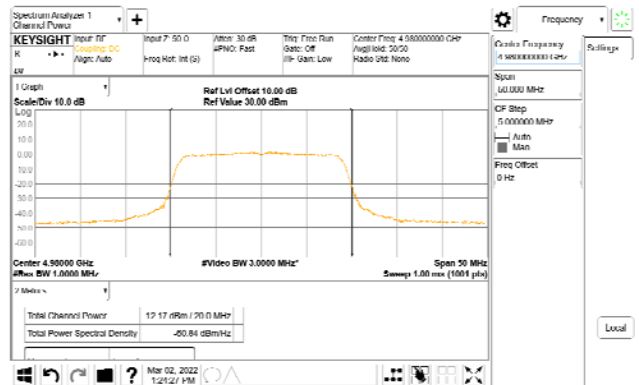 Spectrum Analyzer 1
Channel Power
+
Frequency
KEYSIGHT
R
Input: RF
Coupling: DC
Align: Auto
Input Z: 50 Ω
Freq Ref: Int (S)
Atten: 30 dB
#PNO: Fast
Trig: Free Run
Gate: Off
#IF Gain: Low
Center Freq: 4.980000000 GHz
Avg|Hold: 50/50
Radio Std: None
Center Frequency
4.980000000 GHz
Settings
Span
50.000 MHz
CF Step
5.000000 MHz
Auto
Man
Freq Offset
0 Hz
1 Graph
Scale/Div 10.0 dB
Ref Lvl Offset 10.00 dB
Ref Value 30.00 dBm
Log
20.0
10.0
0.00
-10.0
-20.0
-30.0
-40.0
-50.0
-60.0
Center 4.98000 GHz
#Res BW 1.0000 MHz
#Video BW 3.0000 MHz*
Span 50 MHz
Sweep 1.00 ms (1001 pts)
2 Metrics
Total Channel Power 12.17 dBm / 20.0 MHz
Total Power Spectral Density -60.84 dBm/Hz
Local
?
Mar 02, 2022
1:24:27 PM